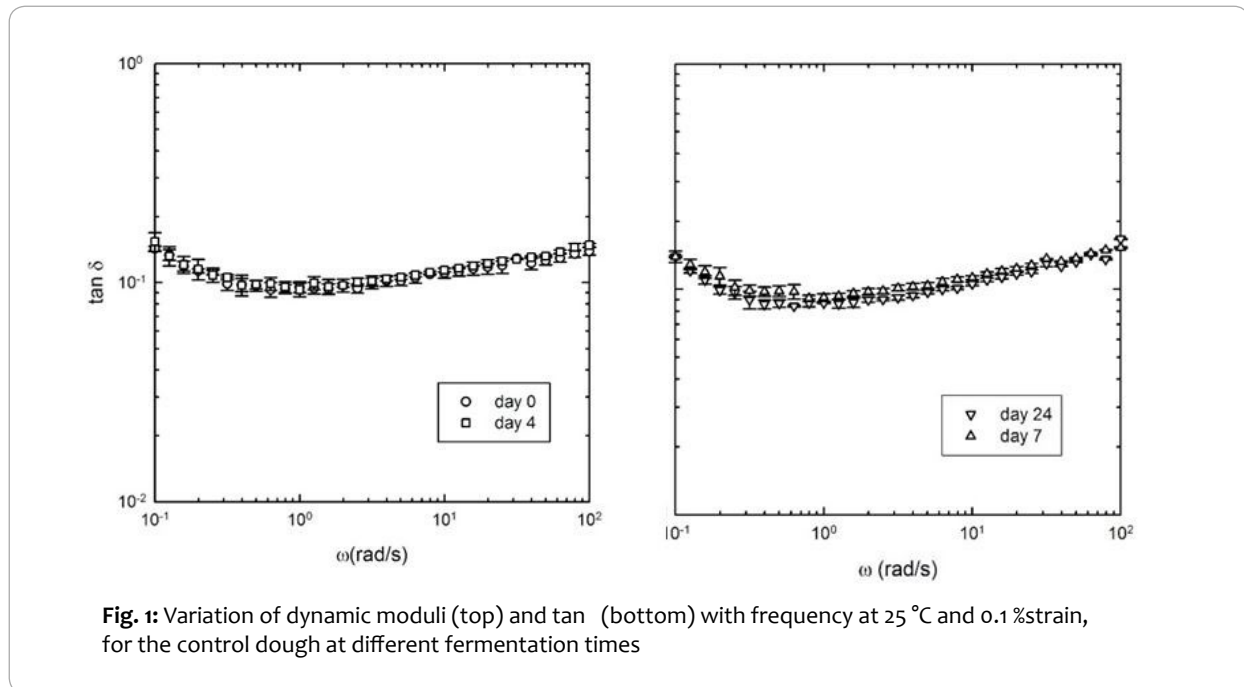 10⁰
10⁻¹
10⁻²
tan δ
day 0
day 4
10⁻¹ 10⁰ 10¹ 10²
ω(rad/s)
day 24
day 7
10⁻¹ 10⁰ 10¹ 10²
ω (rad/s)
Fig. 1: Variation of dynamic moduli (top) and tan (bottom) with frequency at 25 °C and 0.1 %strain,
for the control dough at different fermentation times